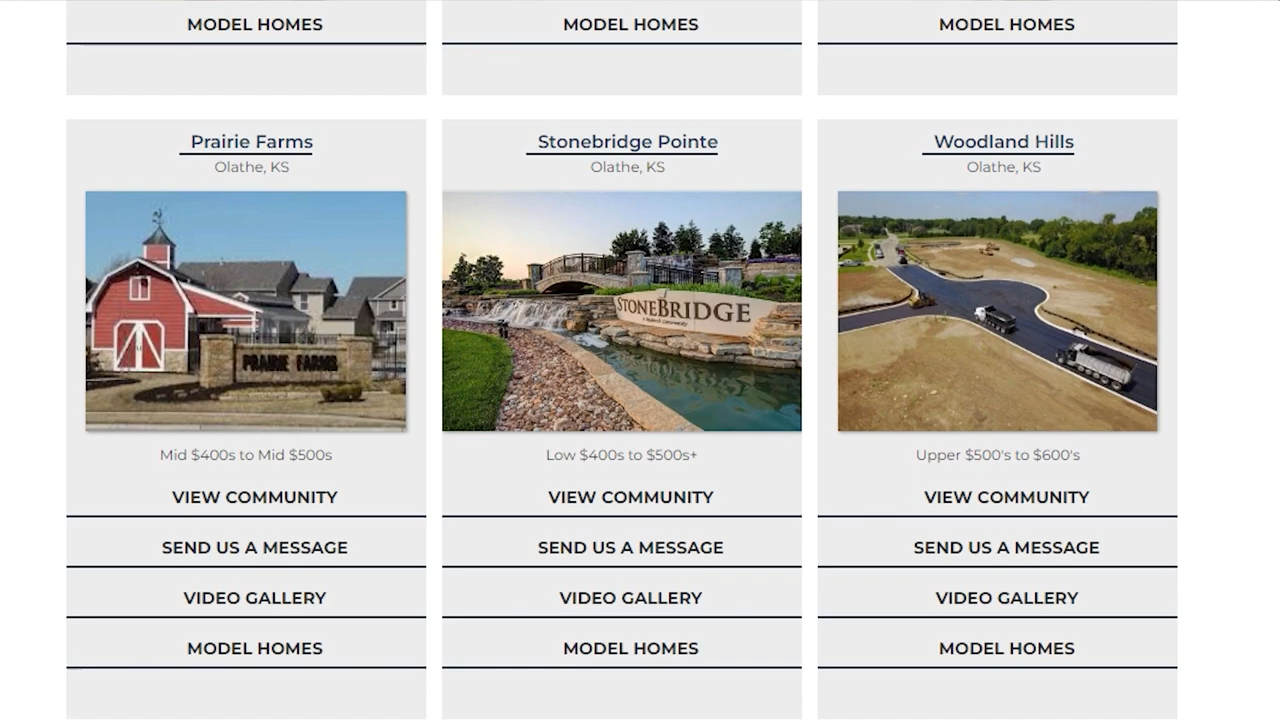 MODEL HOMES
MODEL HOMES
MODEL HOMES
Prairie Farms
Olathe, KS
PRAIRIE FARMS
Mid $400s to Mid $500s
VIEW COMMUNITY
SEND US A MESSAGE
VIDEO GALLERY
MODEL HOMES
Stonebridge Pointe
Olathe, KS
STONEBRIDGE
Low $400s to $500s+
VIEW COMMUNITY
SEND US A MESSAGE
VIDEO GALLERY
MODEL HOMES
Woodland Hills
Olathe, KS
Upper $500's to $600's
VIEW COMMUNITY
SEND US A MESSAGE
VIDEO GALLERY
MODEL HOMES